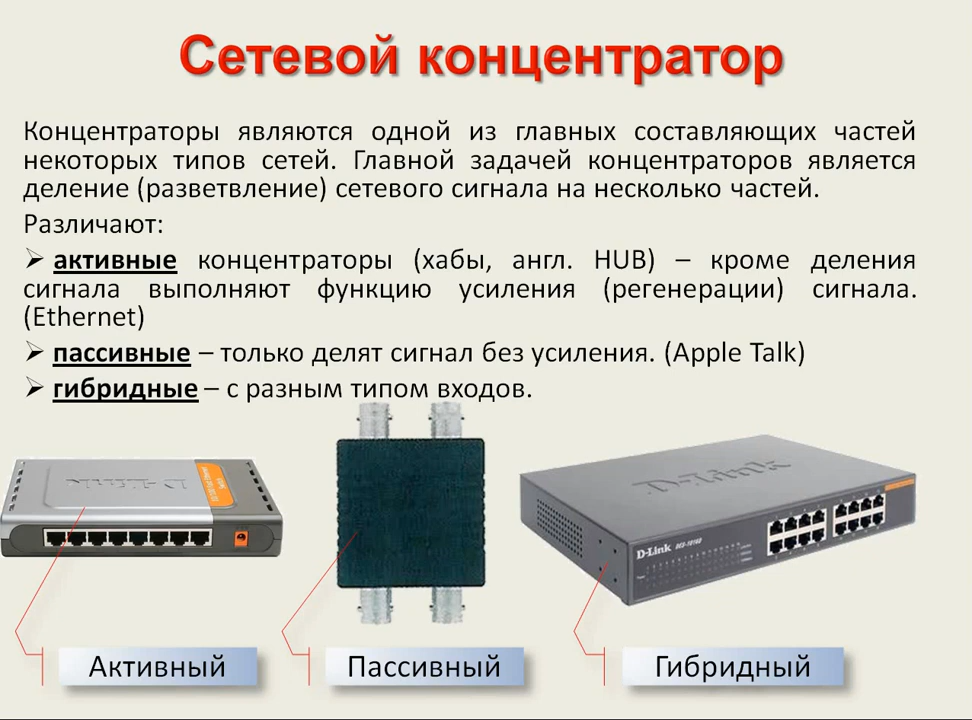 Сетевой концентратор
Концентраторы являются одной из главных составляющих частей
некоторых типов сетей. Главной задачей концентраторов является
деление (разветвление) сетевого сигнала на несколько частей.
Различают:
➢ активные концентраторы (хабы, англ. HUB) – кроме деления
сигнала выполняют функцию усиления (регенерации) сигнала.
(Ethernet)
➢ пассивные – только делят сигнал без усиления. (Apple Talk)
➢ гибридные – с разным типом входов.
D-Link
D-Link
D-Link
Активный
Пассивный
Гибридный